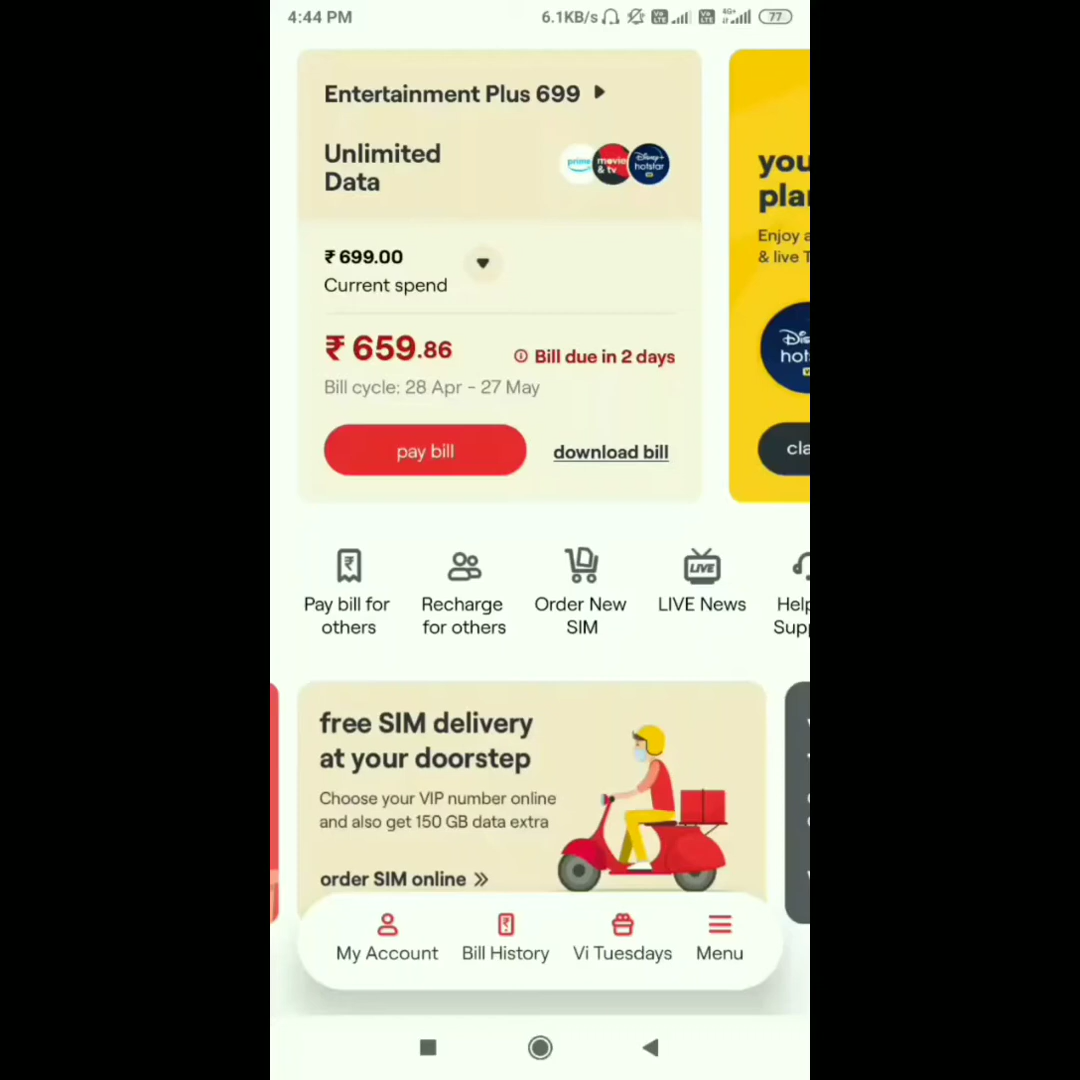 4:44 PM
6.1KB/s
4G+
77
Entertainment Plus 699
Unlimited
Data
prime
movies
& tv
Disney+
hotstar
₹ 699.00
Current spend
₹ 659.86
Bill due in 2 days
Bill cycle: 28 Apr - 27 May
pay bill
download bill
you
plan
Enjoy a
& live T
Dis
hot
cla
Pay bill for
others
Recharge
for others
Order New
SIM
LIVE
LIVE News
Help
Supp
free SIM delivery
at your doorstep
Choose your VIP number online
and also get 150 GB data extra
order SIM online
My Account
Bill History
Vi Tuesdays
Menu